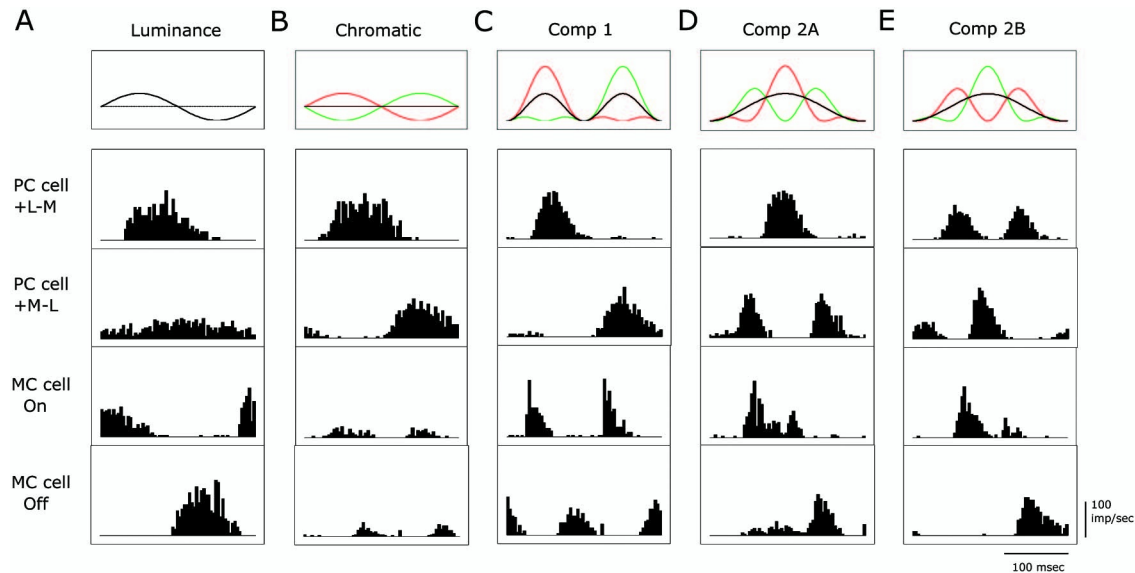 A
Luminance
B
Chromatic
C
Comp 1
D
Comp 2A
E
Comp 2B
PC cell
+L-M
PC cell
+M-L
MC cell
On
MC cell
Off
100
imp/sec
100 msec